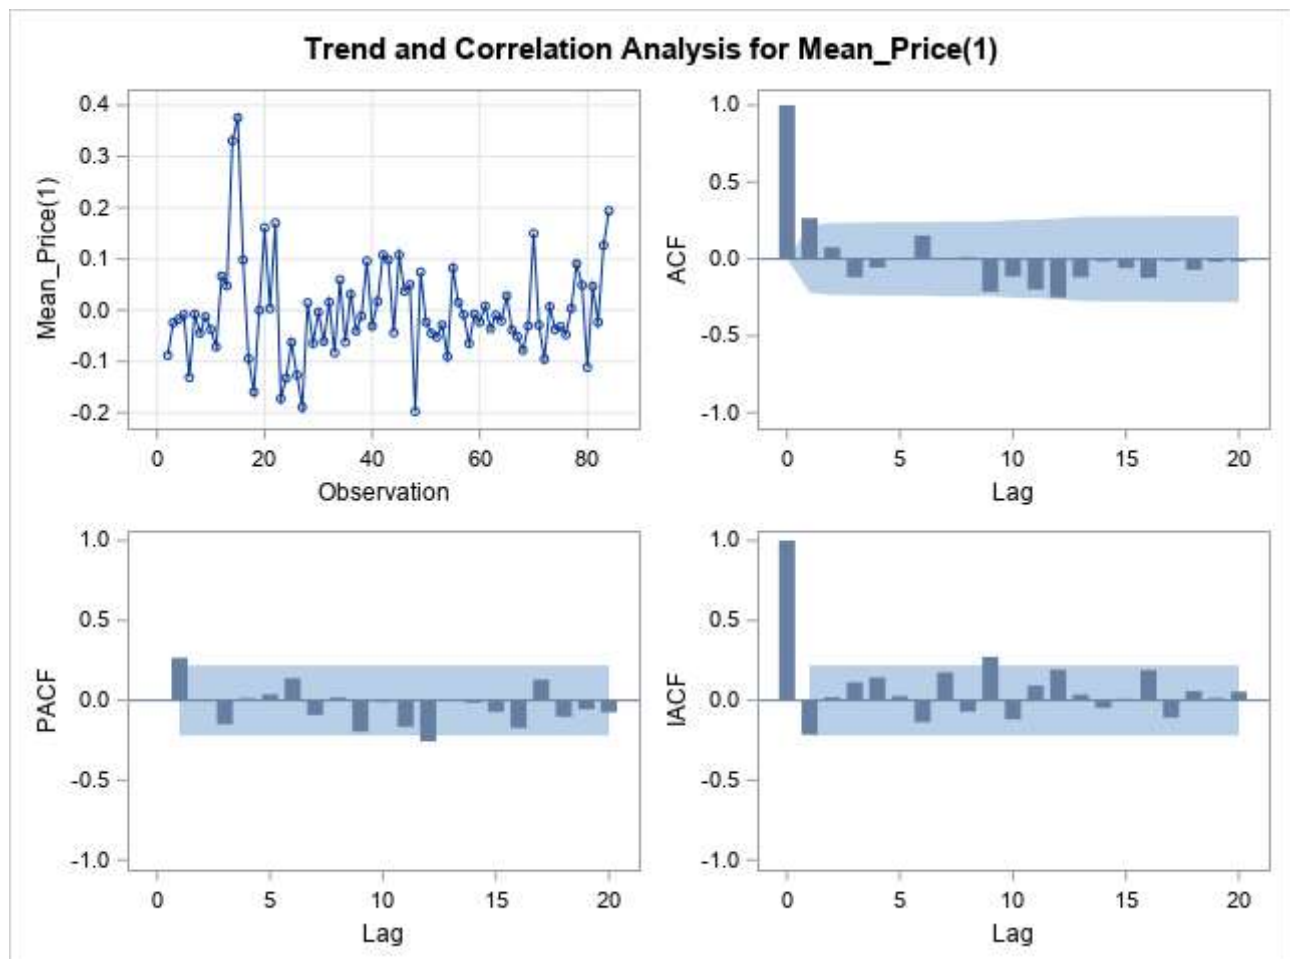 Trend and Correlation Analysis for Mean_Price(1)
Mean_Price(1)
0.4
0.3
0.2
0.1
0.0
-0.1
-0.2
0 20 40 60 80
Observation
ACF
1.0
0.5
0.0
-0.5
-1.0
0 5 10 15 20
Lag
PACF
1.0
0.5
0.0
-0.5
-1.0
0 5 10 15 20
Lag
IACF
1.0
0.5
0.0
-0.5
-1.0
0 5 10 15 20
Lag